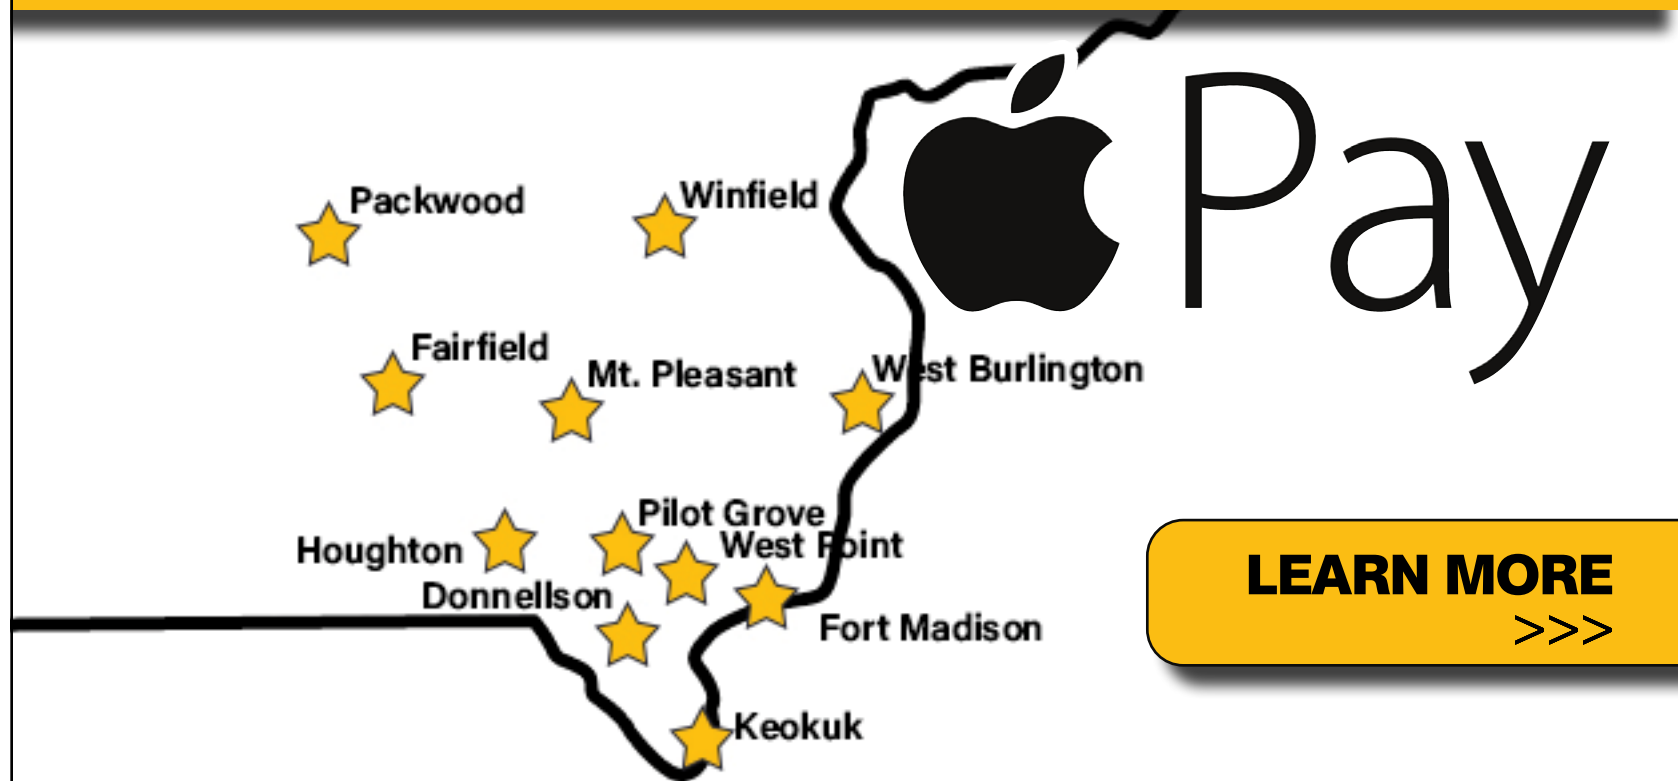 Pay
Packwood
Winfield
Fairfield
Mt. Pleasant
West Burlington
Pilot Grove
West Point
Houghton
Donnellson
Fort Madison
Keokuk
LEARN MORE
>>>